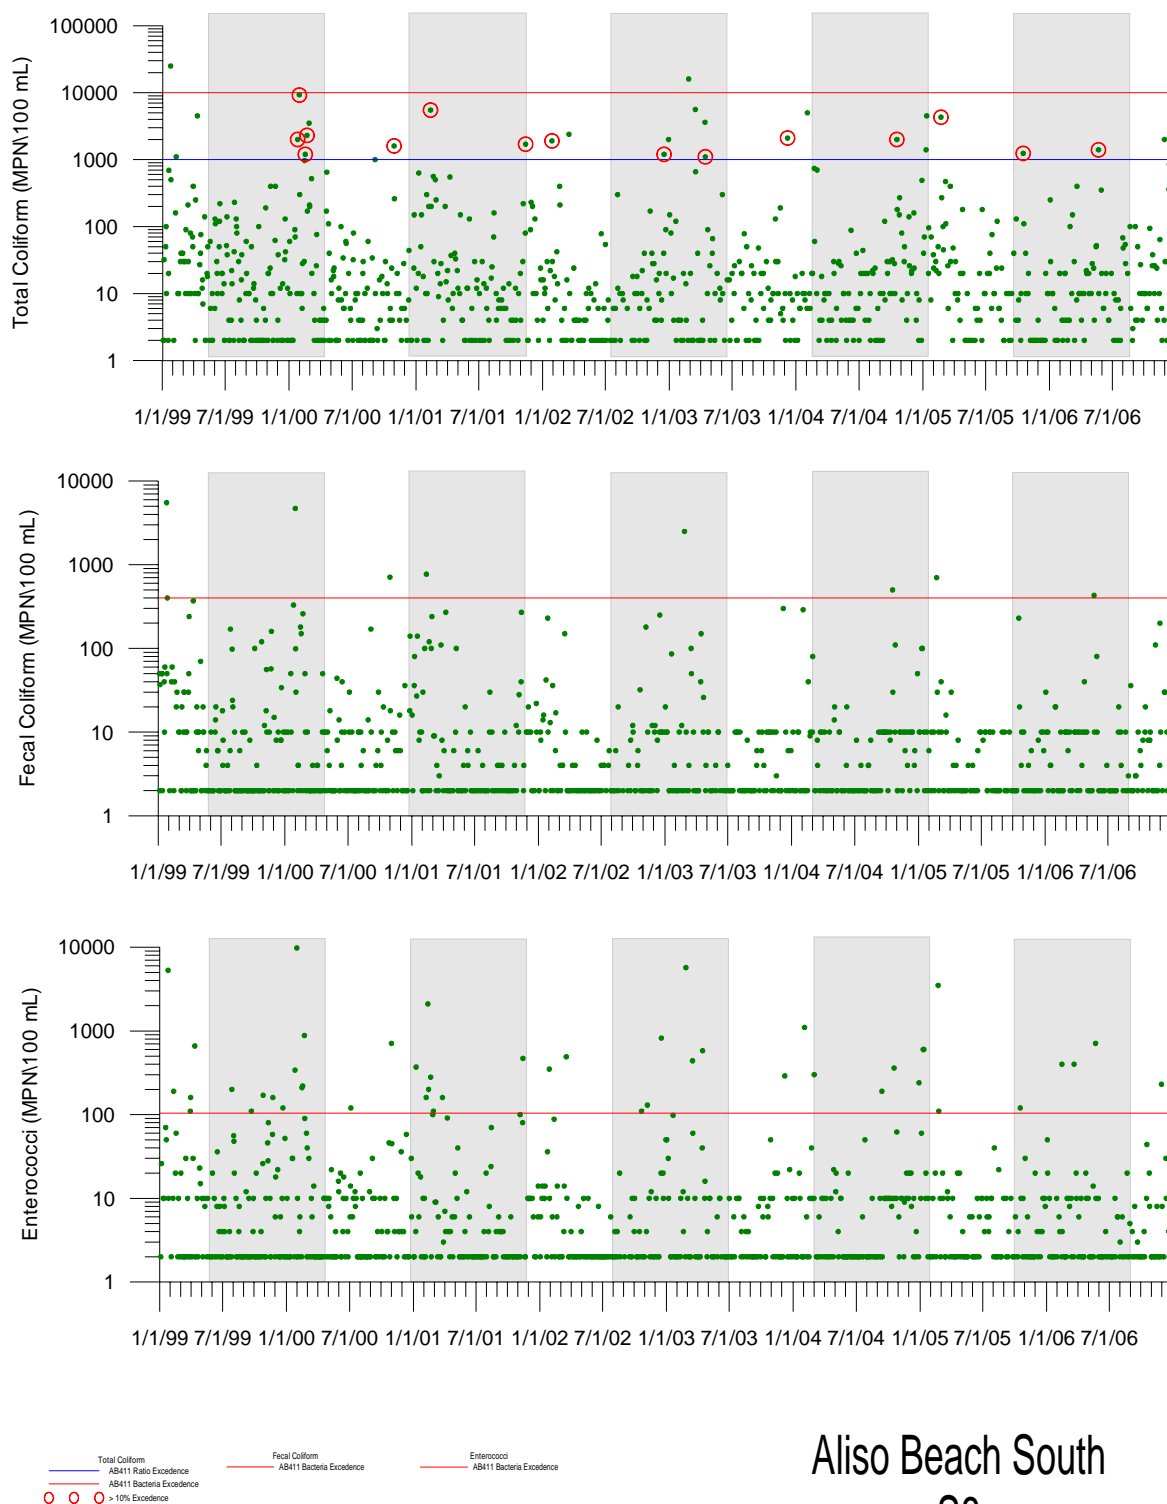 100000
10000
1000
100
10
1
Total Coliform (MPN\100 mL)
1/1/99 7/1/99 1/1/00 7/1/00 1/1/01 7/1/01 1/1/02 7/1/02 1/1/03 7/1/03 1/1/04 7/1/04 1/1/05 7/1/05 1/1/06 7/1/06
10000
1000
100
10
1
Fecal Coliform (MPN\100 mL)
1/1/99 7/1/99 1/1/00 7/1/00 1/1/01 7/1/01 1/1/02 7/1/02 1/1/03 7/1/03 1/1/04 7/1/04 1/1/05 7/1/05 1/1/06 7/1/06
10000
1000
100
10
1
Enterococci (MPN\100 mL)
1/1/99 7/1/99 1/1/00 7/1/00 1/1/01 7/1/01 1/1/02 7/1/02 1/1/03 7/1/03 1/1/04 7/1/04 1/1/05 7/1/05 1/1/06 7/1/06
Total Coliform
AB411 Ratio Excedence
AB411 Bacteria Excedence
> 10% Excedence
Fecal Coliform
AB411 Bacteria Excedence
Enterococci
AB411 Bacteria Excedence
Aliso Beach South